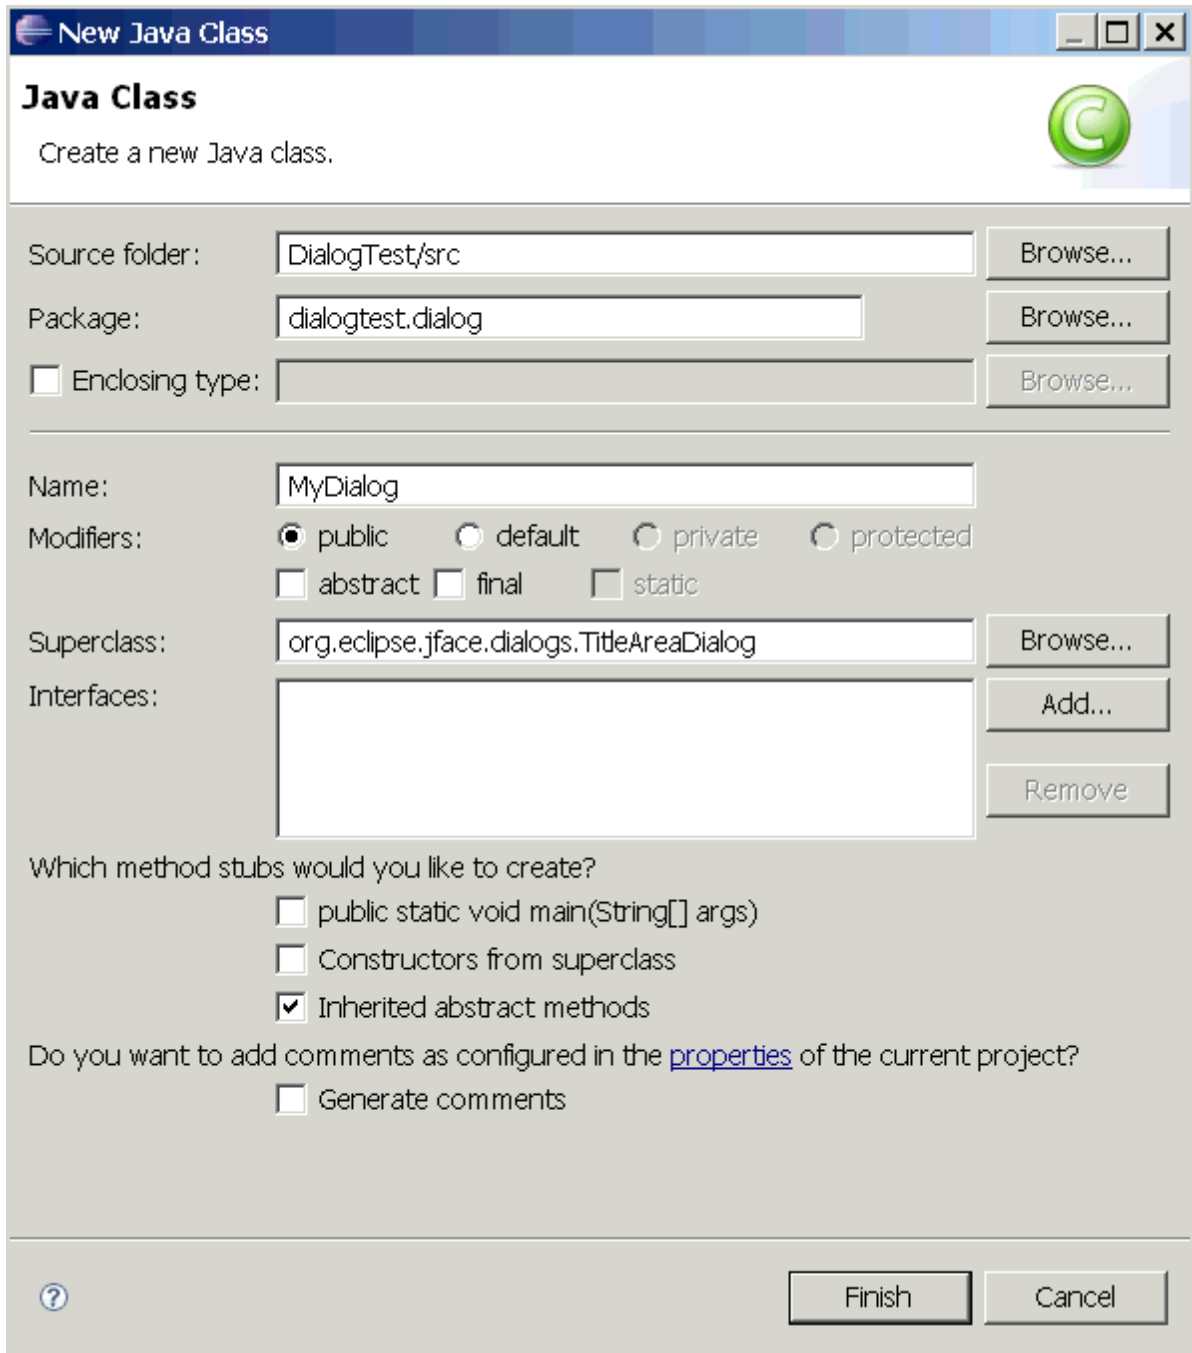 New Java Class
Java Class
Create a new Java class.
C
Source folder: DialogTest/src Browse...
Package: dialogtest.dialog Browse...
Enclosing type: Browse...
Name: MyDialog
Modifiers: public default private protected
abstract final static
Superclass: org.eclipse.jface.dialogs.TitleAreaDialog Browse...
Interfaces: Add...
Remove
Which method stubs would you like to create?
public static void main(String[] args)
Constructors from superclass
Inherited abstract methods
Do you want to add comments as configured in the properties of the current project?
Generate comments
? Finish Cancel